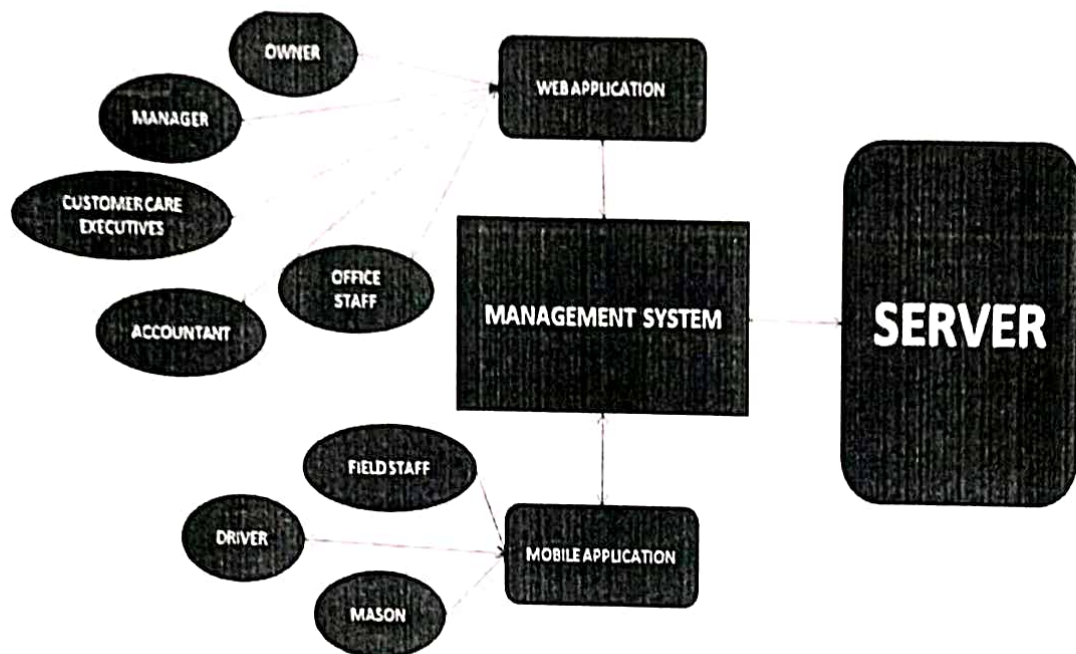 OWNER
WEB APPLICATION
MANAGER
CUSTOMER CARE
EXECUTIVES
OFFICE
STAFF
ACCOUNTANT
MANAGEMENT SYSTEM
SERVER
FIELD STAFF
DRIVER
MOBILE APPLICATION
MASON